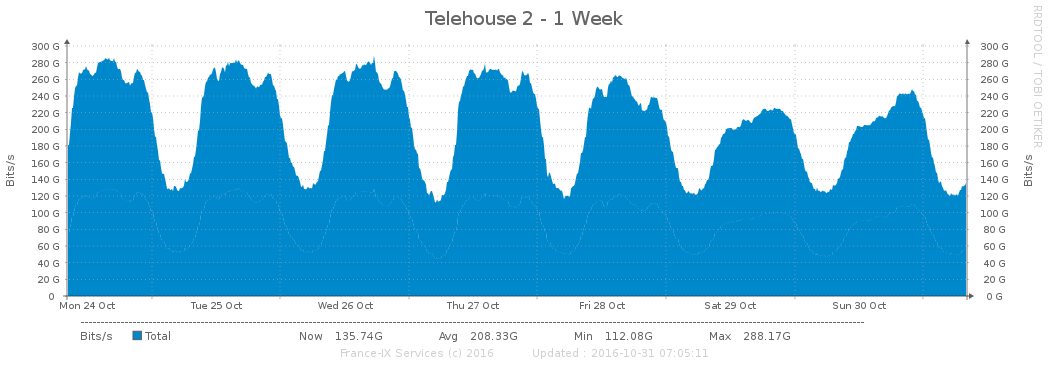 Telehouse 2 - 1 Week
RRDTOOL / TOBI OETIKER
Bits/s
300 G
280 G
260 G
240 G
220 G
200 G
180 G
160 G
140 G
120 G
100 G
80 G
60 G
40 G
20 G
0
300 G
280 G
260 G
240 G
220 G
200 G
180 G
160 G
140 G
120 G
100 G
80 G
60 G
40 G
20 G
0 G
Bits/s
Mon 24 Oct Tue 25 Oct Wed 26 Oct Thu 27 Oct Fri 28 Oct Sat 29 Oct Sun 30 Oct
Bits/s Total Now 135.74G Avg 208.33G Min 112.08G Max 288.17G
France-IX Services (c) 2016 Updated : 2016-10-31 07:05:11